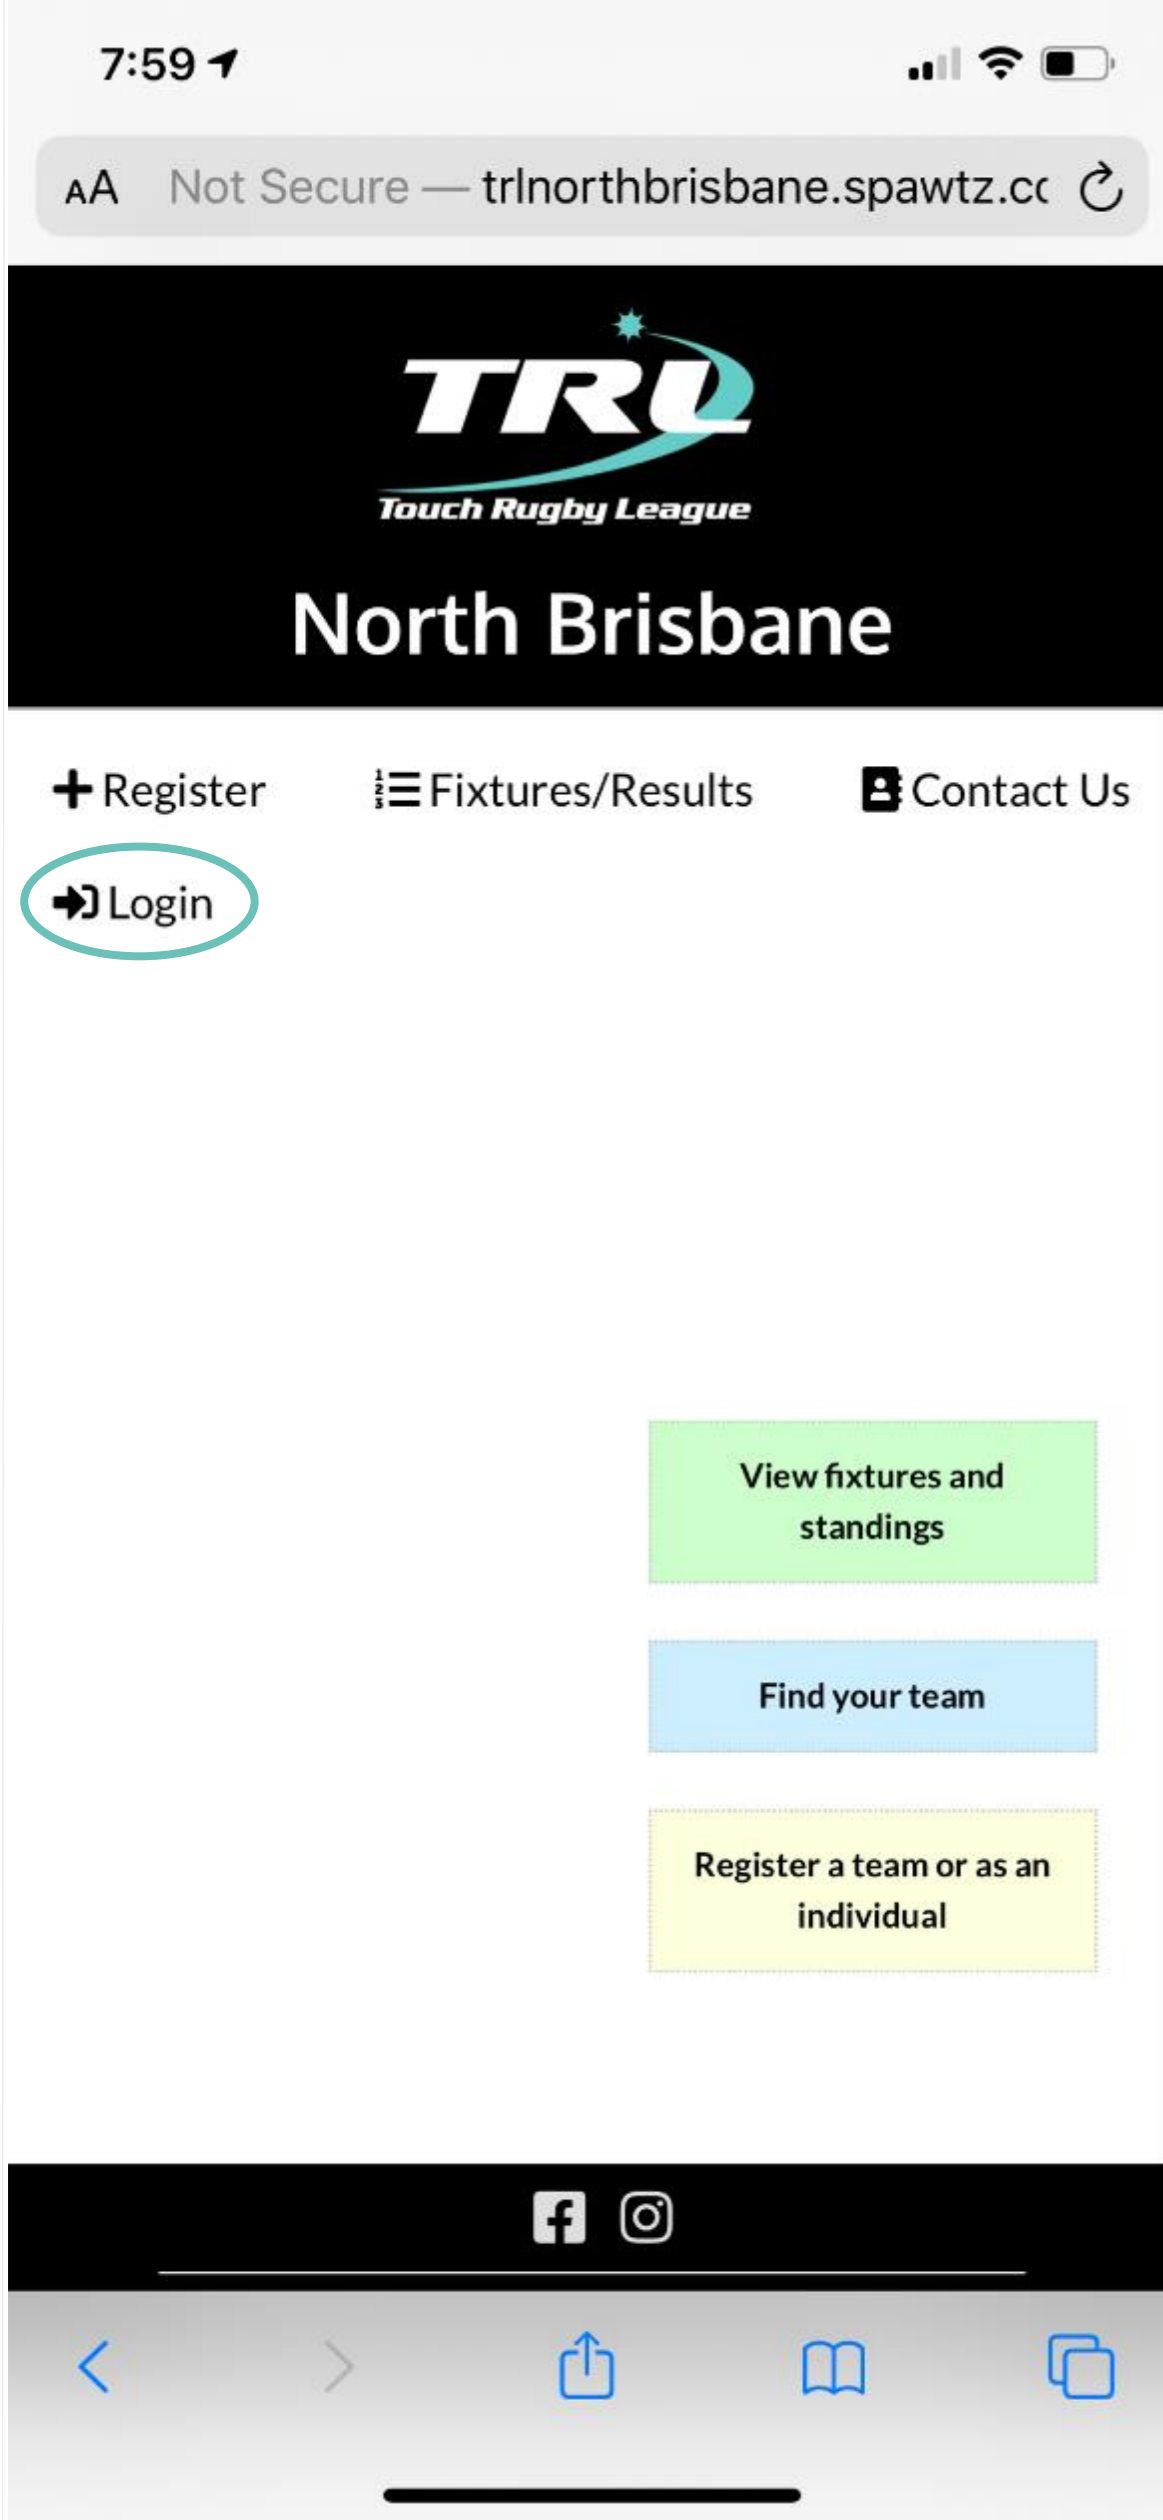 7:59
AA Not Secure — trlnorthbrisbane.spawtz.cc
TRL
Touch Rugby League
North Brisbane
Register Fixtures/Results Contact Us
Login
View fixtures and
standings
Find your team
Register a team or as an
individual